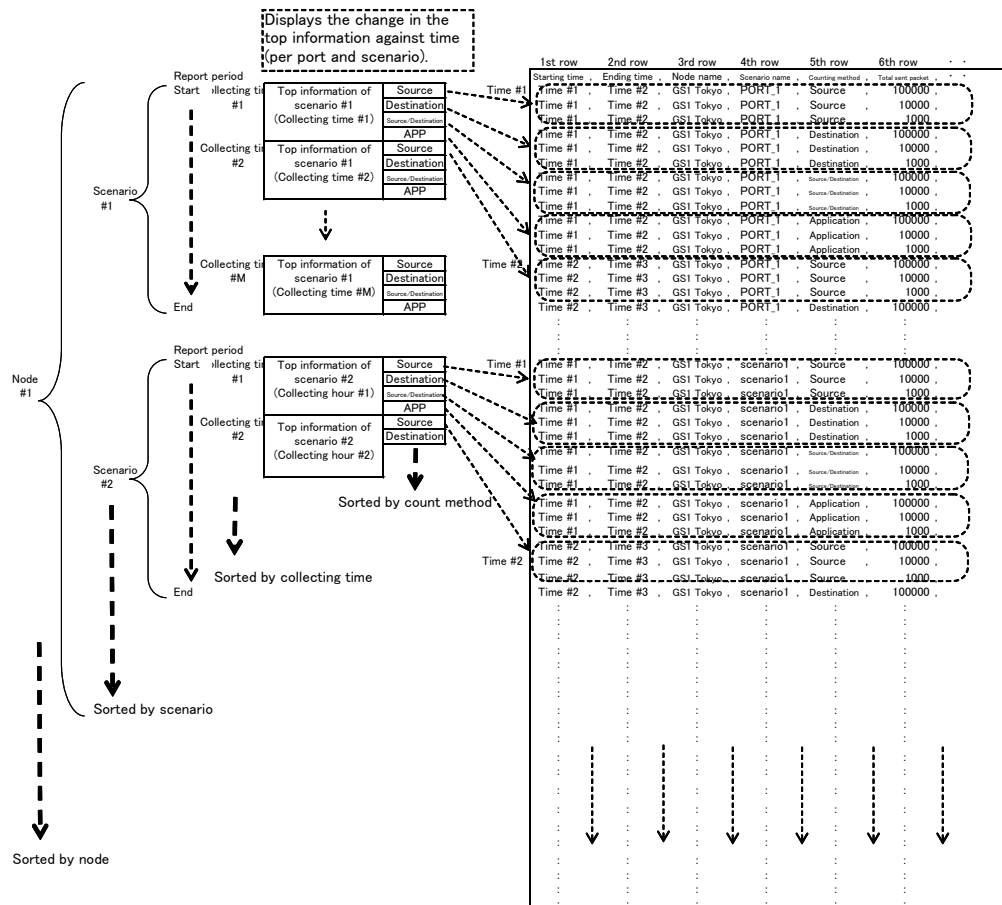 Displays the change in the
top information against time
(per port and scenario).
1st row 2nd row 3rd row 4th row 5th row 6th row ・ ・
Starting time , Ending time , Node name , Scenario name , Counting method , Total sent packet , ・ ・
Report period
Start
ollecting ti
#1
Top information of
scenario #1
(Collecting time #1)
Source
Destination
Source/Destination
APP
Collecting ti
#2
Top information of
scenario #1
(Collecting time #2)
Source
Destination
Source/Destination
APP
Scenario
#1
Collecting ti
#M
Top information of
scenario #1
(Collecting time #M)
Source
Destination
Source/Destination
APP
End
Time #1
Time #1 , Time #2 , GS1 Tokyo , PORT_1 , Source , 100000 ,
Time #1 , Time #2 , GS1 Tokyo , PORT_1 , Source , 10000 ,
Time #1 , Time #2 , GS1 Tokyo , PORT_1 , Source , 1000 ,
Time #1 , Time #2 , GS1 Tokyo , PORT_1 , Destination , 100000 ,
Time #1 , Time #2 , GS1 Tokyo , PORT_1 , Destination , 10000 ,
Time #1 , Time #2 , GS1 Tokyo , PORT_1 , Destination , 1000 ,
Time #1 , Time #2 , GS1 Tokyo , PORT_1 , Source/Destination , 100000 ,
Time #1 , Time #2 , GS1 Tokyo , PORT_1 , Source/Destination , 10000 ,
Time #1 , Time #2 , GS1 Tokyo , PORT_1 , Source/Destination , 1000 ,
Time #1 , Time #2 , GS1 Tokyo , PORT_1 , Application , 100000 ,
Time #1 , Time #2 , GS1 Tokyo , PORT_1 , Application , 10000 ,
Time #1 , Time #2 , GS1 Tokyo , PORT_1 , Application , 1000 ,
Time #2
Time #2 , Time #3 , GS1 Tokyo , PORT_1 , Source , 100000 ,
Time #2 , Time #3 , GS1 Tokyo , PORT_1 , Source , 10000 ,
Time #2 , Time #3 , GS1 Tokyo , PORT_1 , Source , 1000 ,
Time #2 , Time #3 , GS1 Tokyo , PORT_1 , Destination , 100000 ,
Node
#1
Report period
Start
ollecting ti
#1
Top information of
scenario #2
(Collecting hour #1)
Source
Destination
Source/Destination
APP
Collecting ti
#2
Top information of
scenario #2
(Collecting hour #2)
Source
Destination
Scenario
#2
End
Time #1
Time #1 , Time #2 , GS1 Tokyo , scenario1 , Source , 100000 ,
Time #1 , Time #2 , GS1 Tokyo , scenario1 , Source , 10000 ,
Time #1 , Time #2 , GS1 Tokyo , scenario1 , Source , 1000 ,
Time #1 , Time #2 , GS1 Tokyo , scenario1 , Destination , 100000 ,
Time #1 , Time #2 , GS1 Tokyo , scenario1 , Destination , 10000 ,
Time #1 , Time #2 , GS1 Tokyo , scenario1 , Destination , 1000 ,
Time #1 , Time #2 , GS1 Tokyo , scenario1 , Source/Destination , 100000 ,
Time #1 , Time #2 , GS1 Tokyo , scenario1 , Source/Destination , 10000 ,
Time #1 , Time #2 , GS1 Tokyo , scenario1 , Source/Destination , 1000 ,
Time #1 , Time #2 , GS1 Tokyo , scenario1 , Application , 100000 ,
Time #1 , Time #2 , GS1 Tokyo , scenario1 , Application , 10000 ,
Time #1 , Time #2 , GS1 Tokyo , scenario1 , Application , 1000 ,
Time #2
Time #2 , Time #3 , GS1 Tokyo , scenario1 , Source , 100000 ,
Time #2 , Time #3 , GS1 Tokyo , scenario1 , Source , 10000 ,
Time #2 , Time #3 , GS1 Tokyo , scenario1 , Source , 1000 ,
Time #2 , Time #3 , GS1 Tokyo , scenario1 , Destination , 100000 ,
Sorted by count method
Sorted by collecting time
Sorted by scenario
Sorted by node